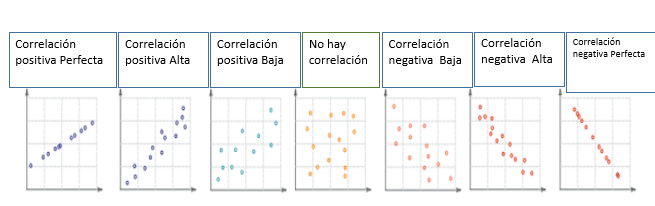 Correlación
positiva Perfecta
Correlación
positiva Alta
Correlación
positiva Baja
No hay
correlación
Correlación
negativa  Baja
Correlación
negativa  Alta
Correlación
negativa Perfecta